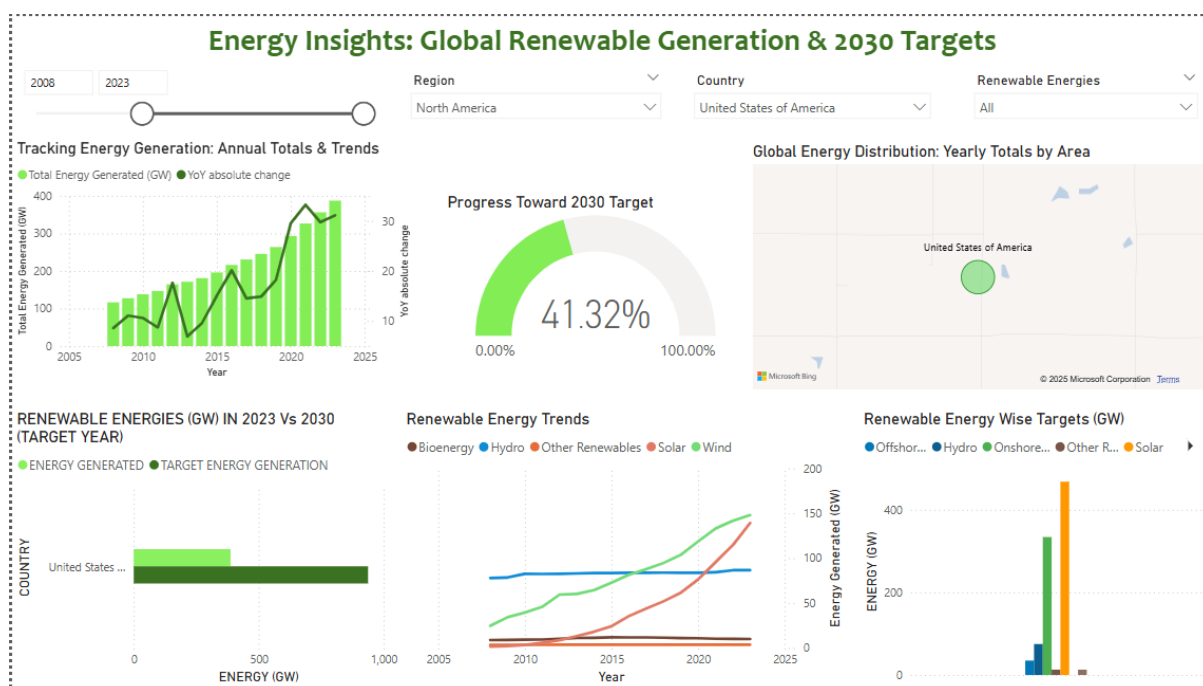 Energy Insights: Global Renewable Generation & 2030 Targets
2008
2023
Region
North America
Country
United States of America
Renewable Energies
All
Tracking Energy Generation: Annual Totals & Trends
Total Energy Generated (GW) YoY absolute change
Total Energy Generated (GW)
400
300
200
100
0
30
20
10
YoY absolute change
2005 2010 2015 2020 2025
Year
Progress Toward 2030 Target
41.32%
0.00% 100.00%
Global Energy Distribution: Yearly Totals by Area
United States of America
Microsoft Bing
© 2025 Microsoft Corporation Terms
RENEWABLE ENERGIES (GW) IN 2023 Vs 2030
(TARGET YEAR)
ENERGY GENERATED TARGET ENERGY GENERATION
COUNTRY
United States ...
0 500 1,000
ENERGY (GW)
Renewable Energy Trends
Bioenergy Hydro Other Renewables Solar Wind
200
150
100
50
0
Energy Generated (GW)
2005 2010 2015 2020 2025
Year
Renewable Energy Wise Targets (GW)
Offshor... Hydro Onshore... Other R... Solar
ENERGY (GW)
400
200
0